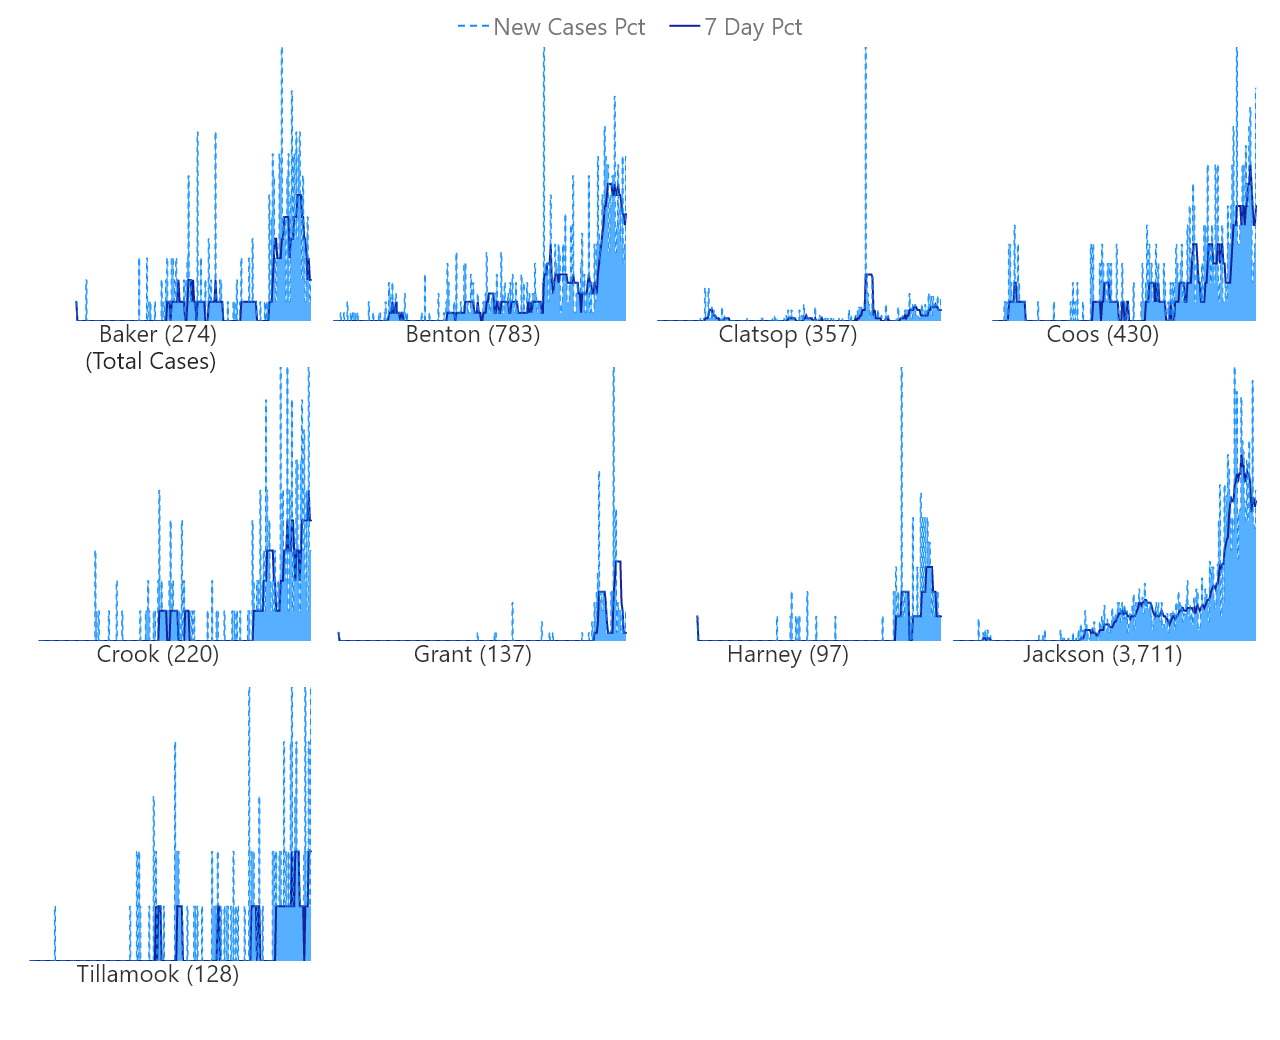 New Cases Pct 7 Day Pct
Baker (274) Benton (783) Clatsop (357) Coos (430)
(Total Cases)
Crook (220) Grant (137) Harney (97) Jackson (3,711)
Tillamook (128)